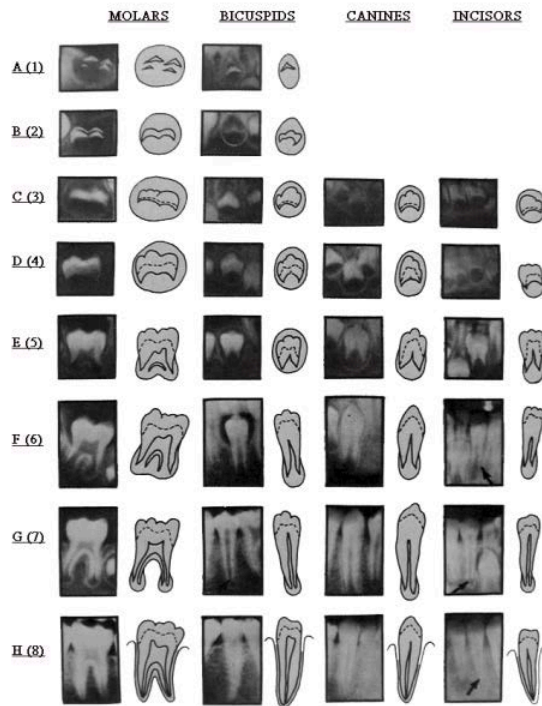 MOLARS BICUSPIDS CANINES INCISORS
A (1)
B (2)
C (3)
D (4)
E (5)
F (6)
G (7)
H (8)